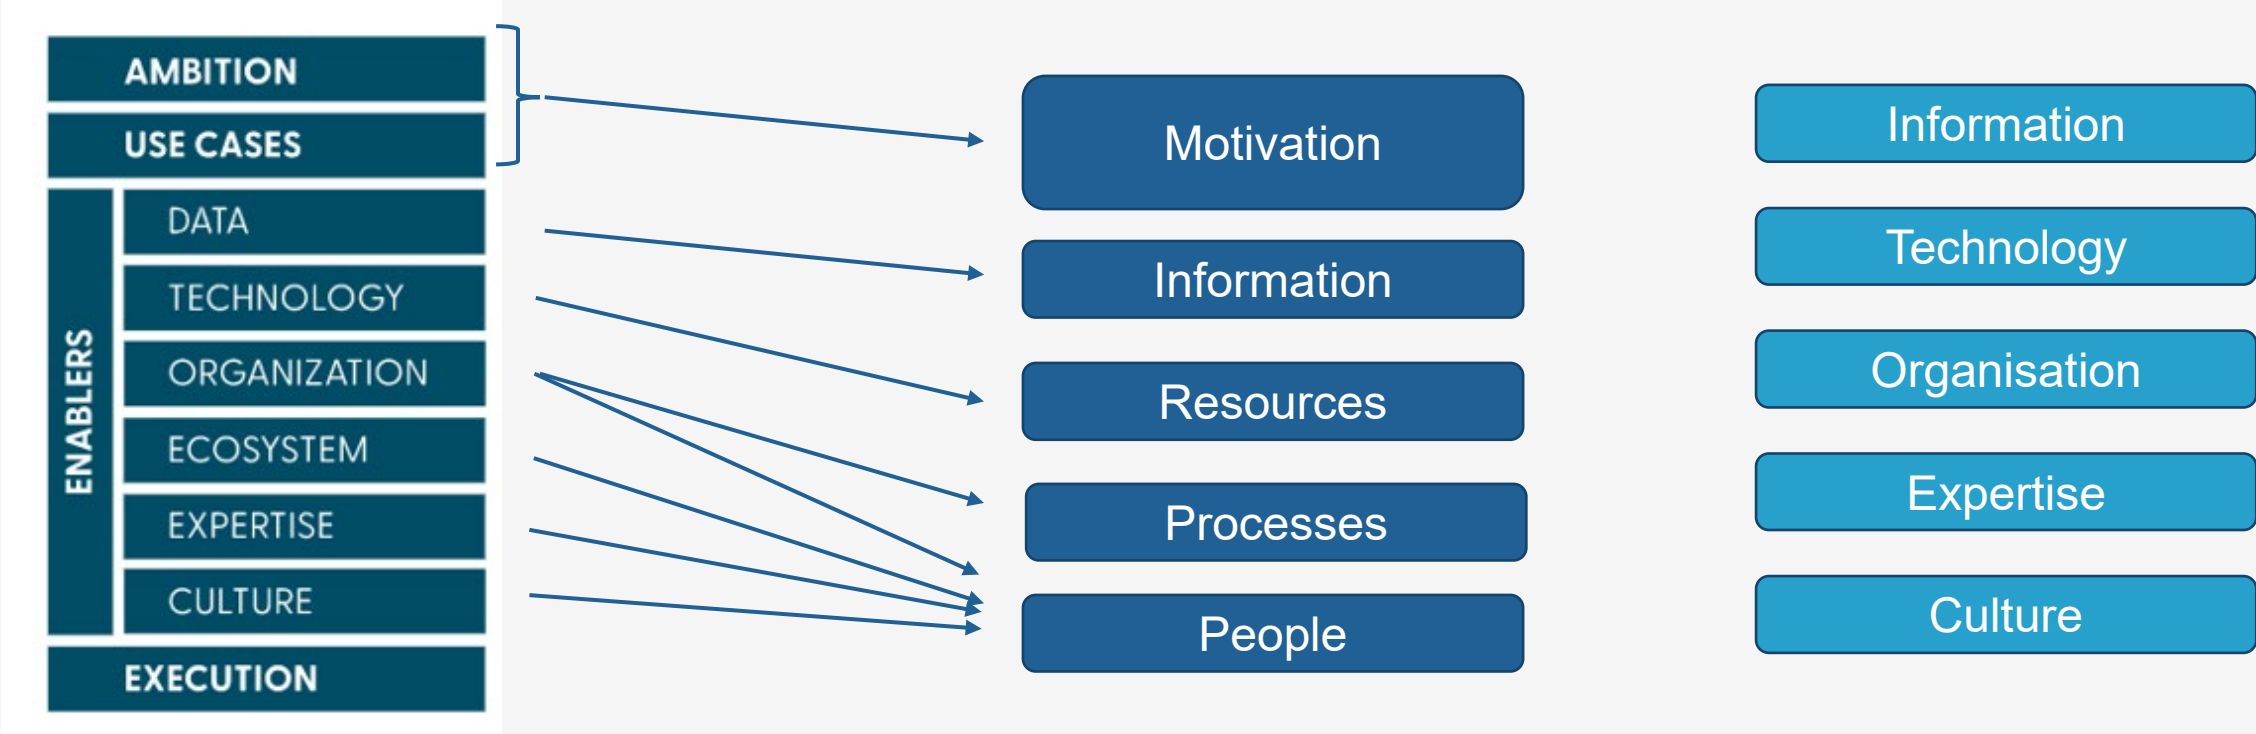 AMBITION
USE CASES
ENABLERS
DATA
TECHNOLOGY
ORGANIZATION
ECOSYSTEM
EXPERTISE
CULTURE
EXECUTION
Motivation
Information
Resources
Processes
People
Information
Technology
Organisation
Expertise
Culture